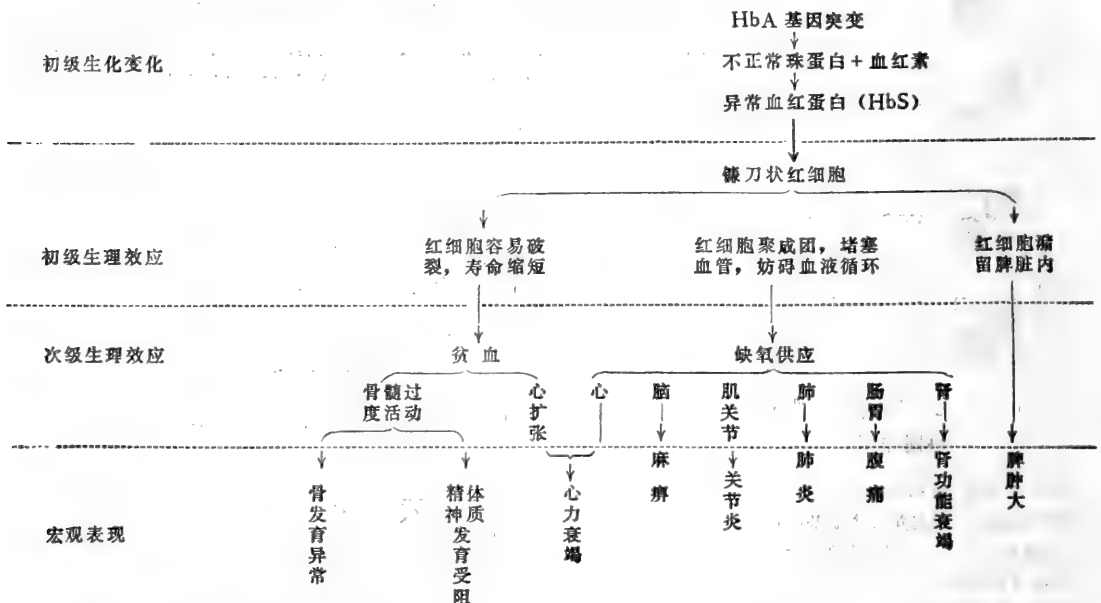 HbA 基因突变
初级生化变化
不正常珠蛋白+血红素
异常血红蛋白(HbS)
镰刀状红细胞
初级生理效应
红细胞容易破
裂,寿命缩短
红细胞聚成团,堵塞
血管,妨碍血液循环
红细胞潴
留脾脏内
次级生理效应
贫血
缺氧供应
骨髓过
度活动
心扩张
心
脑
肌关节
肺
肠胃
肾
宏观表现
骨发育异常
体质
精神发育受阻
心力衰竭
麻痹
关节炎
肺炎
腹痛
肾功能衰竭
脾肿大